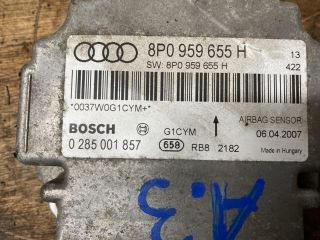 8P0 959 655 H 13
SW: 8P0 959 655 H 422
*0037W0G1CYM+*
AIRBAG SENSOR
BOSCH G1CYM 06.04.2007
0 285 001 857 658 RB8 2182 Made in Hungary
A.3